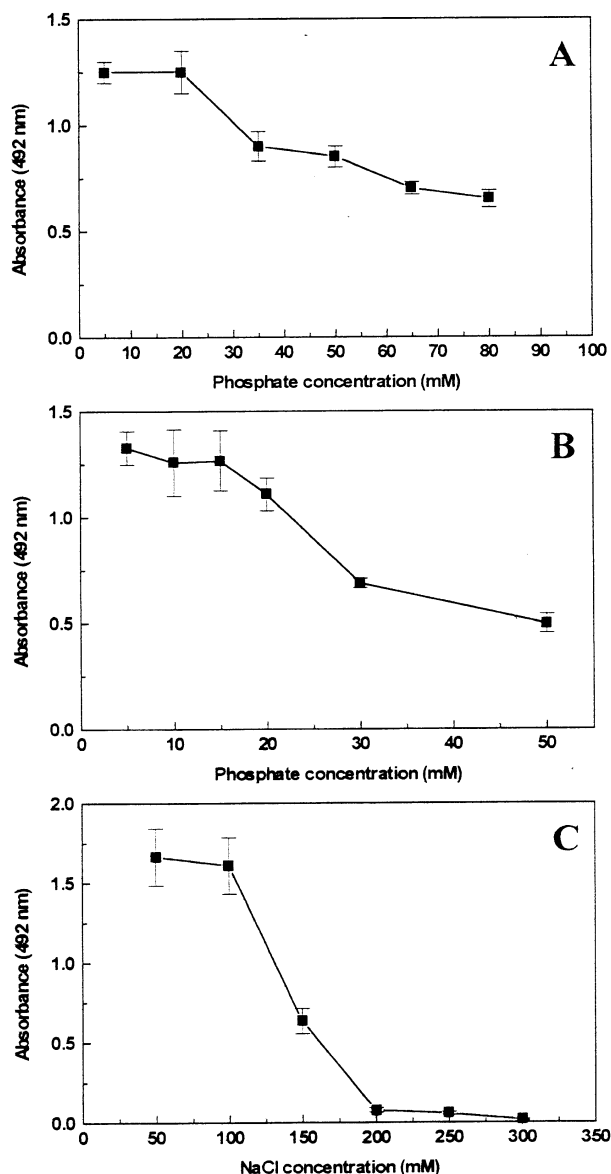 A
1.5
1.0
0.5
0.0
Absorbance (492 nm)
0 10 20 30 40 50 60 70 80 90 100
Phosphate concentration (mM)
B
1.5
1.0
0.5
0.0
Absorbance (492 nm)
0 10 20 30 40 50
Phosphate concentration (mM)
C
2.0
1.5
1.0
0.5
0.0
Absorbance (492 nm)
0 50 100 150 200 250 300 350
NaCl concentration (mM)